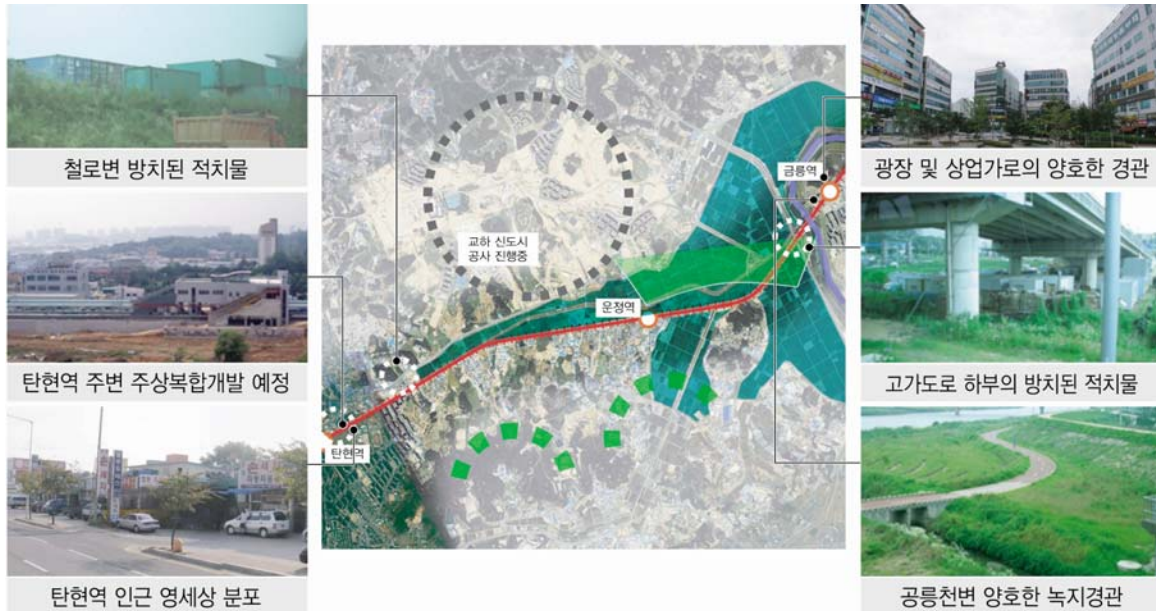 철로변 방치된 적치물
탄현역 주변 주상복합개발 예정
탄현역 인근 영세상 분포
교하 신도시
공사 진행중
금릉역
운정역
탄현역
광장 및 상업가로의 양호한 경관
고가도로 하부의 방치된 적치물
공릉천변 양호한 녹지경관